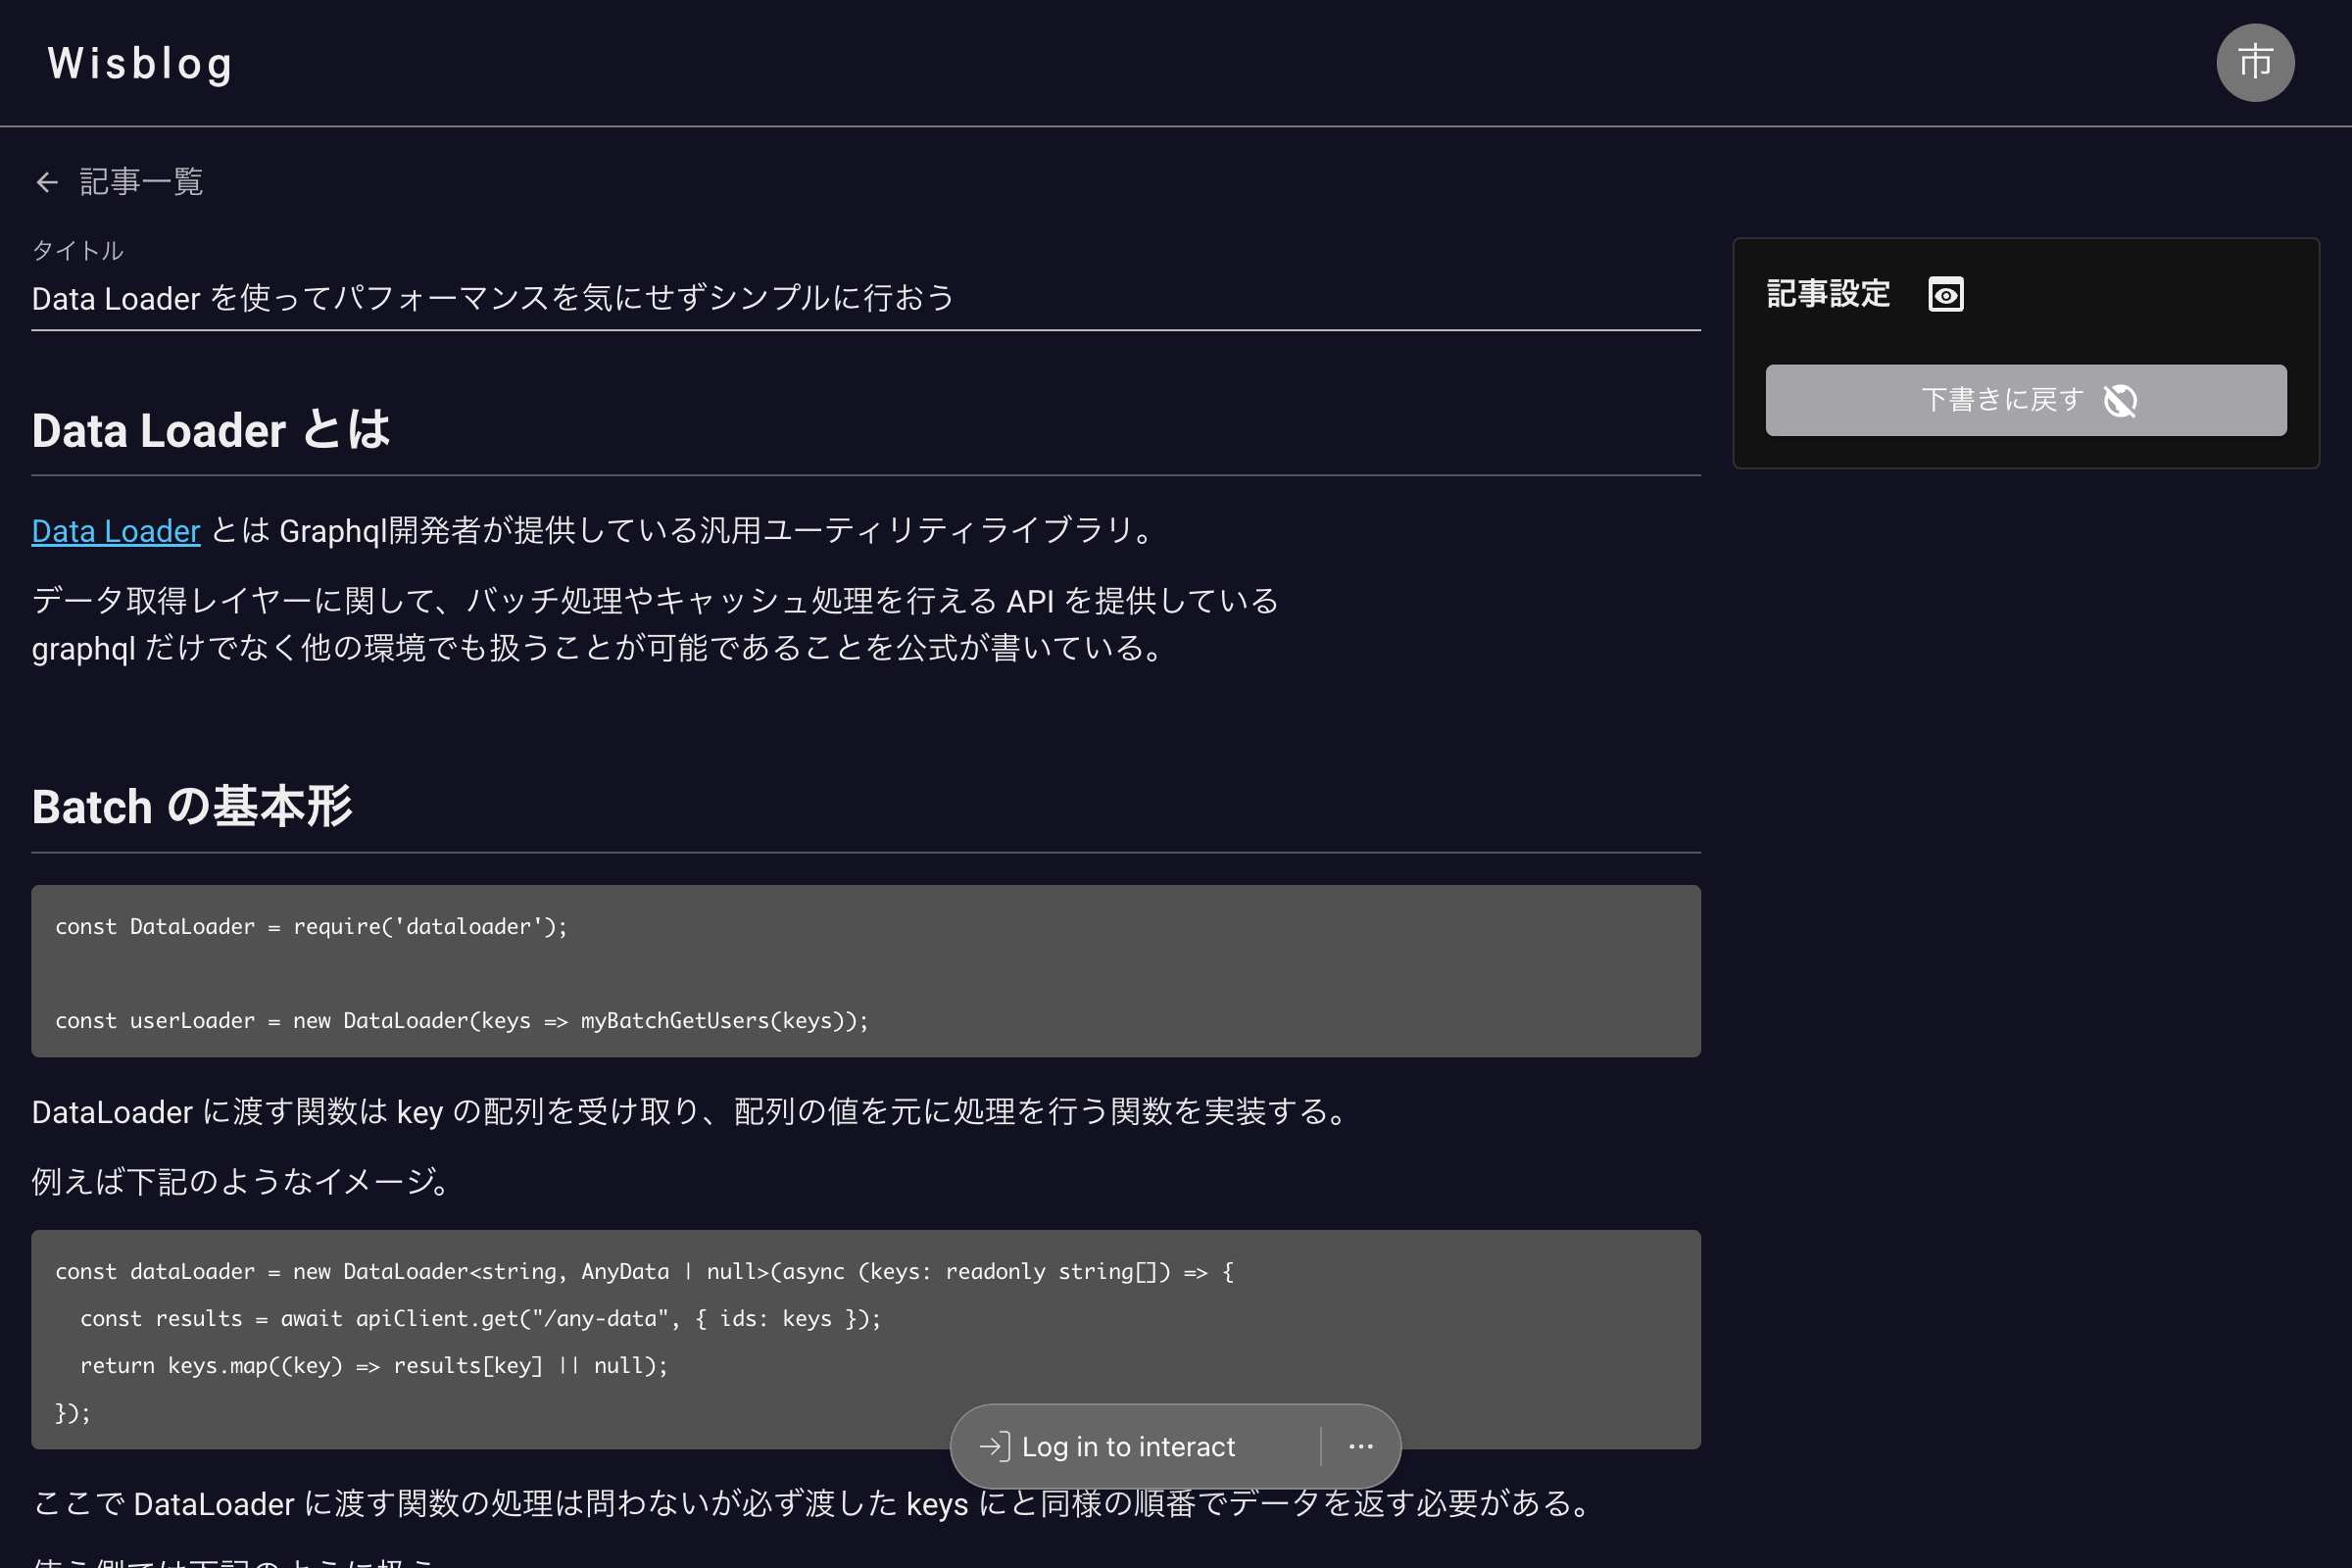 Wisblog
市
記事一覧
タイトル
Data Loader を使ってパフォーマンスを気にせずシンプルに行おう
記事設定
下書きに戻す
Data Loader とは
Data Loader とは Graphql開発者が提供している汎用ユーティリティライブラリ。
データ取得レイヤーに関して、バッチ処理やキャッシュ処理を行える API を提供している
graphql だけでなく他の環境でも扱うことが可能であることを公式が書いている。
Batch の基本形
const DataLoader = require('dataloader');
const userLoader = new DataLoader(keys => myBatchGetUsers(keys));
DataLoader に渡す関数は key の配列を受け取り、配列の値を元に処理を行う関数を実装する。
例えば下記のようなイメージ。
const dataLoader = new DataLoader<string, AnyData | null>(async (keys: readonly string[]) => {
const results = await apiClient.get("/any-data", { ids: keys });
return keys.map((key) => results[key] || null);
});
Log in to interact
ここで DataLoader に渡す関数の処理は問わないが必ず渡した keys にと同様の順番でデータを返す必要がある。